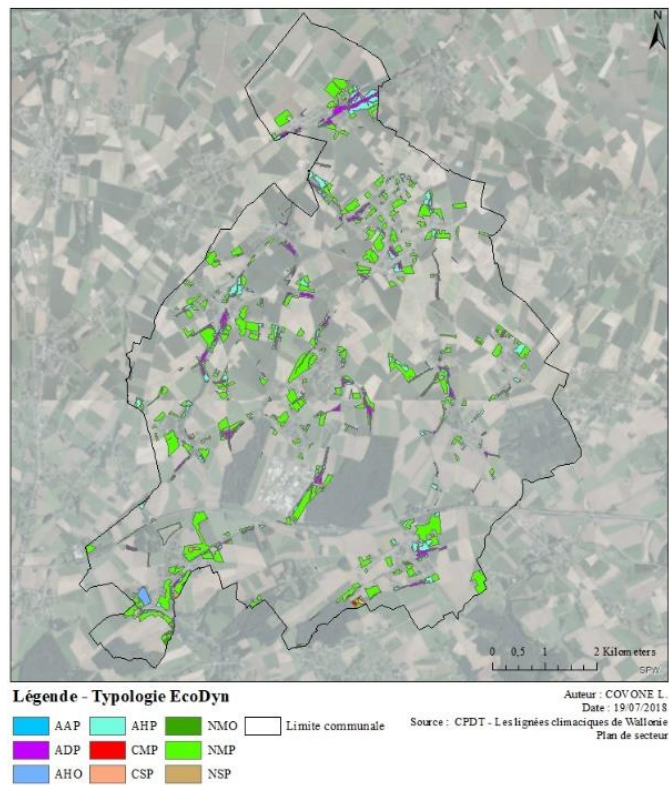 N
0 0,5 1 2 Kilometers
SPW
Légende - Typologie EcoDyn
AAP AHP NMO Limite communale
ADP CMP NMP
AHO CSP NSP
Auteur : COVONE L.
Date : 19/07/2018
Source : CPDT - Les lignées climaciques de Wallonie
Plan de secteur